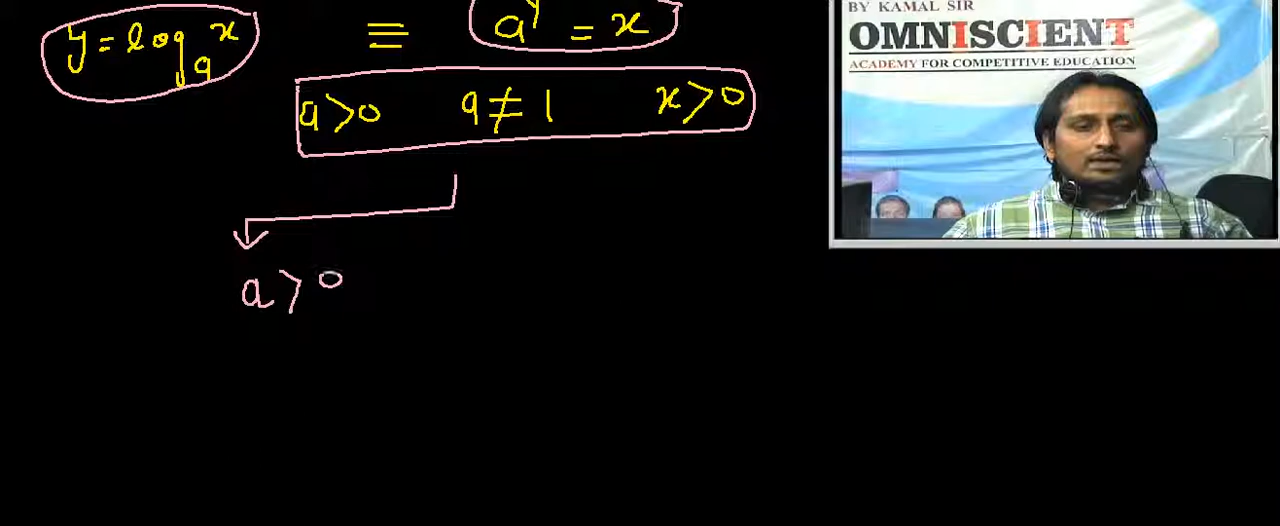 BY KAMAL SIR
OMNISCIENT
ACADEMY FOR COMPETITIVE EDUCATION
y = log_a x ≡ a^y = x
a > 0 a ≠ 1 x > 0
a > 0